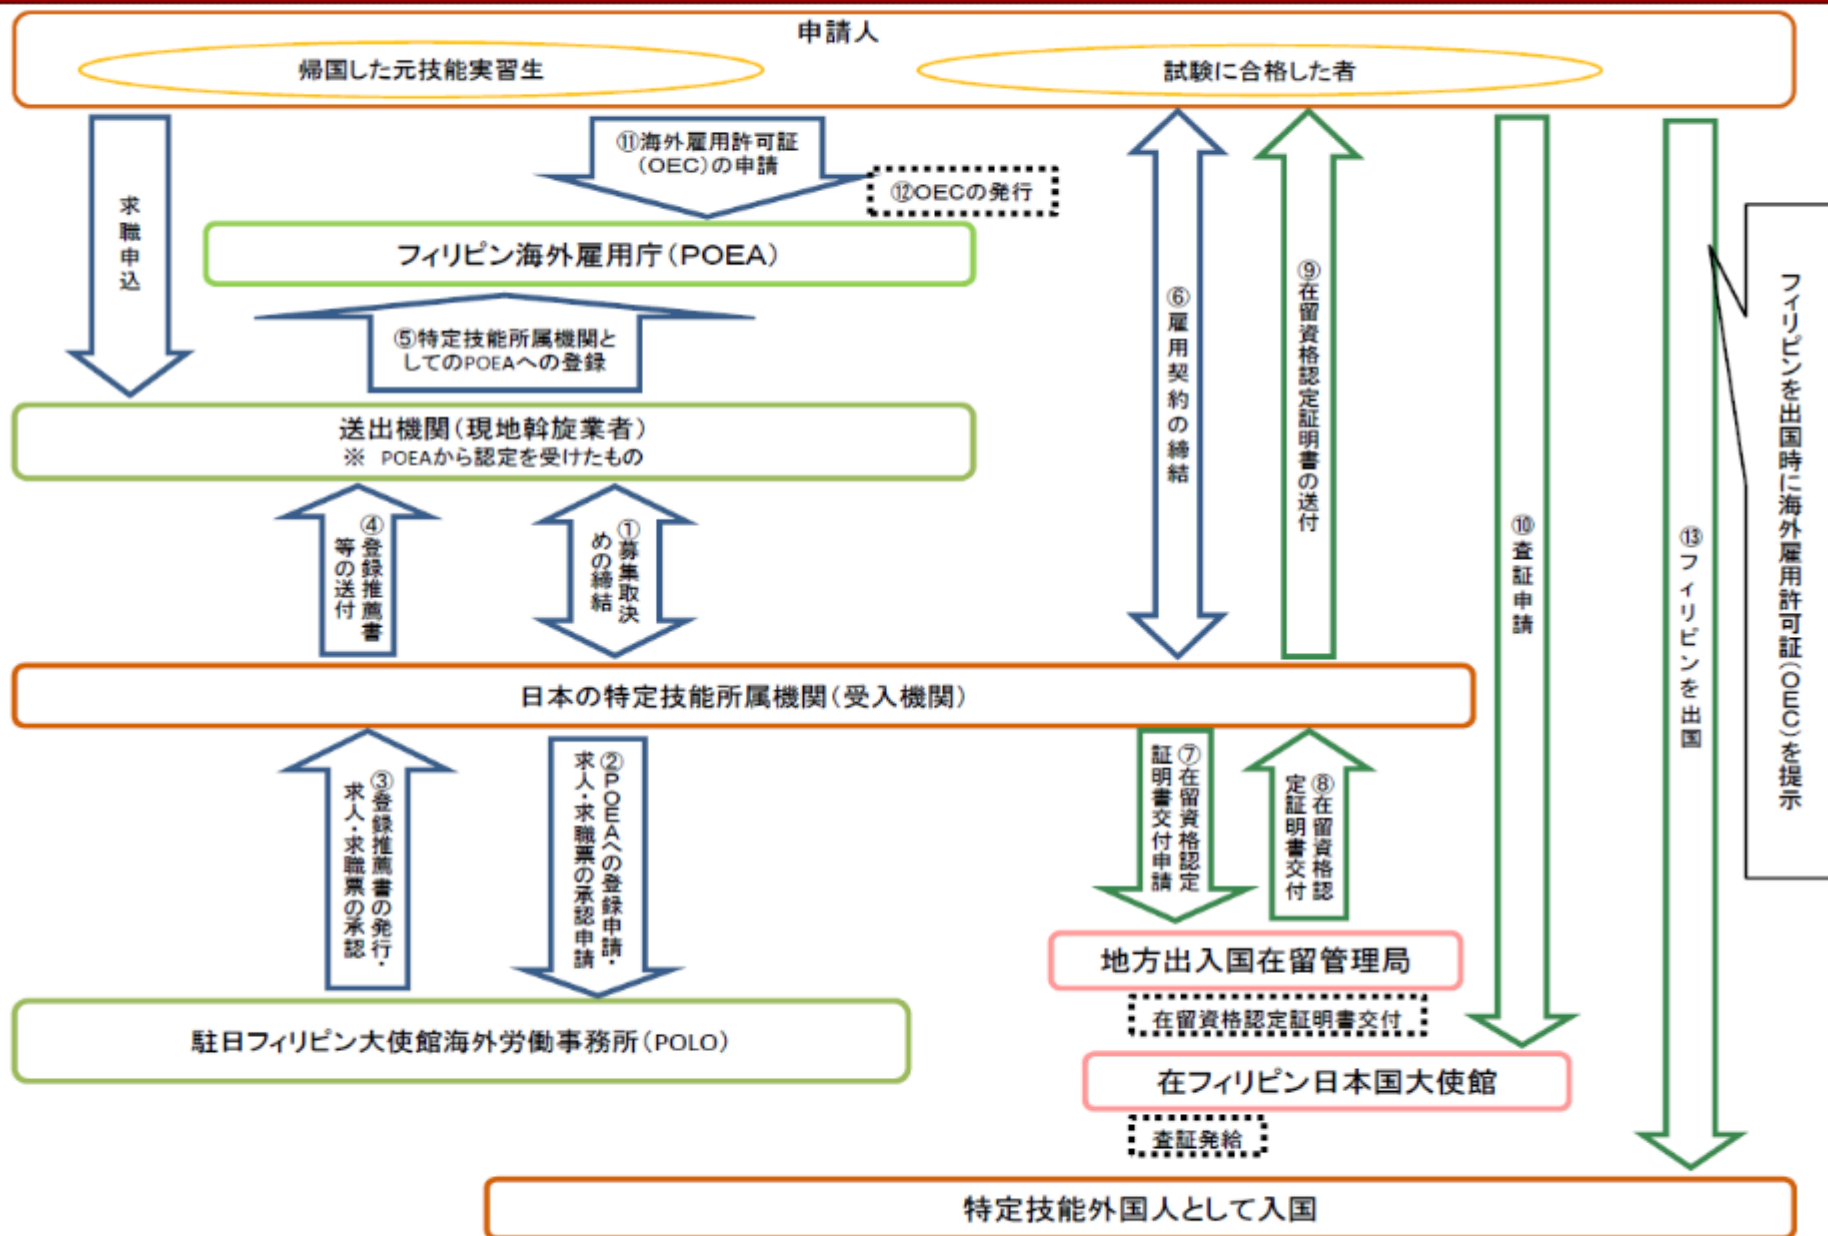 申請人
帰国した元技能実習生
試験に合格した者
求職申込
⑪海外雇用許可証
(OEC)の申請
⑫OECの発行
フィリピン海外雇用庁(POEA)
⑤特定技能所属機関と
してのPOEAへの登録
送出機関(現地斡旋業者)
※ POEAから認定を受けたもの
④登録推薦書
等の送付
①募集取決
めの締結
⑥雇用契約の締結
⑨在留資格認定証明書の送付
⑩査証申請
⑬フィリピンを出国
フィリピンを出国時に海外雇用許可証(OEC)を提示
日本の特定技能所属機関(受入機関)
③登録推薦書の発行・
求人・求職票の承認
②POEAへの登録申請・
求人・求職票の承認申請
⑦在留資格認定
証明書交付申請
⑧在留資格認
定証明書交付
地方出入国在留管理局
在留資格認定証明書交付
駐日フィリピン大使館海外労働事務所(POLO)
在フィリピン日本国大使館
査証発給
特定技能外国人として入国